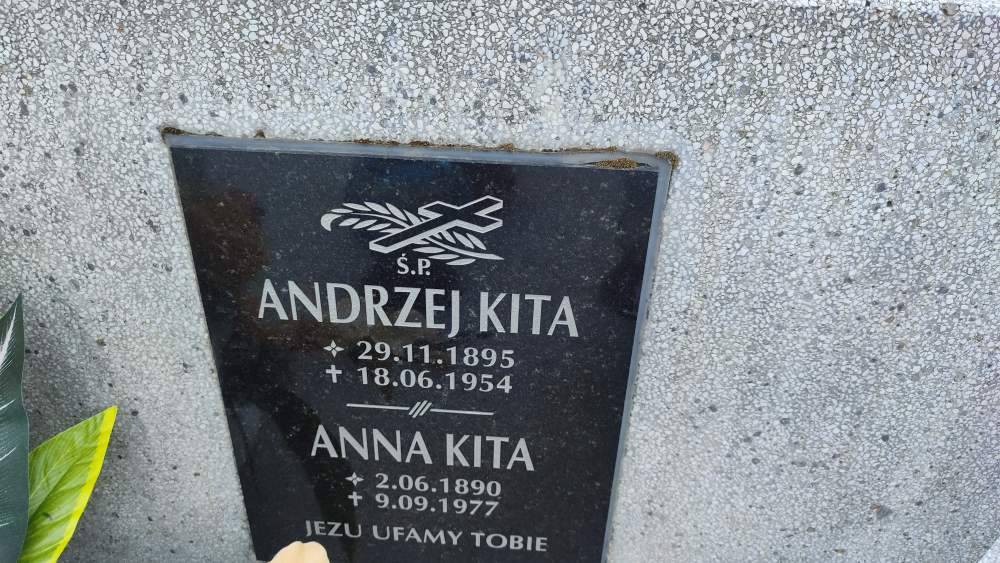 Ś.P.
ANDRZEJ KITA
✧ 29.11.1895
✝ 18.06.1954
ANNA KITA
✧ 2.06.1890
✝ 9.09.1977
JEZU UFAMY TOBIE